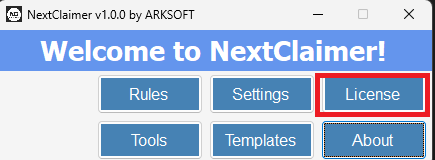 NextClaimer v1.0.0 by ARKSOFT
Welcome to NextClaimer!
Rules Settings License
Tools Templates About